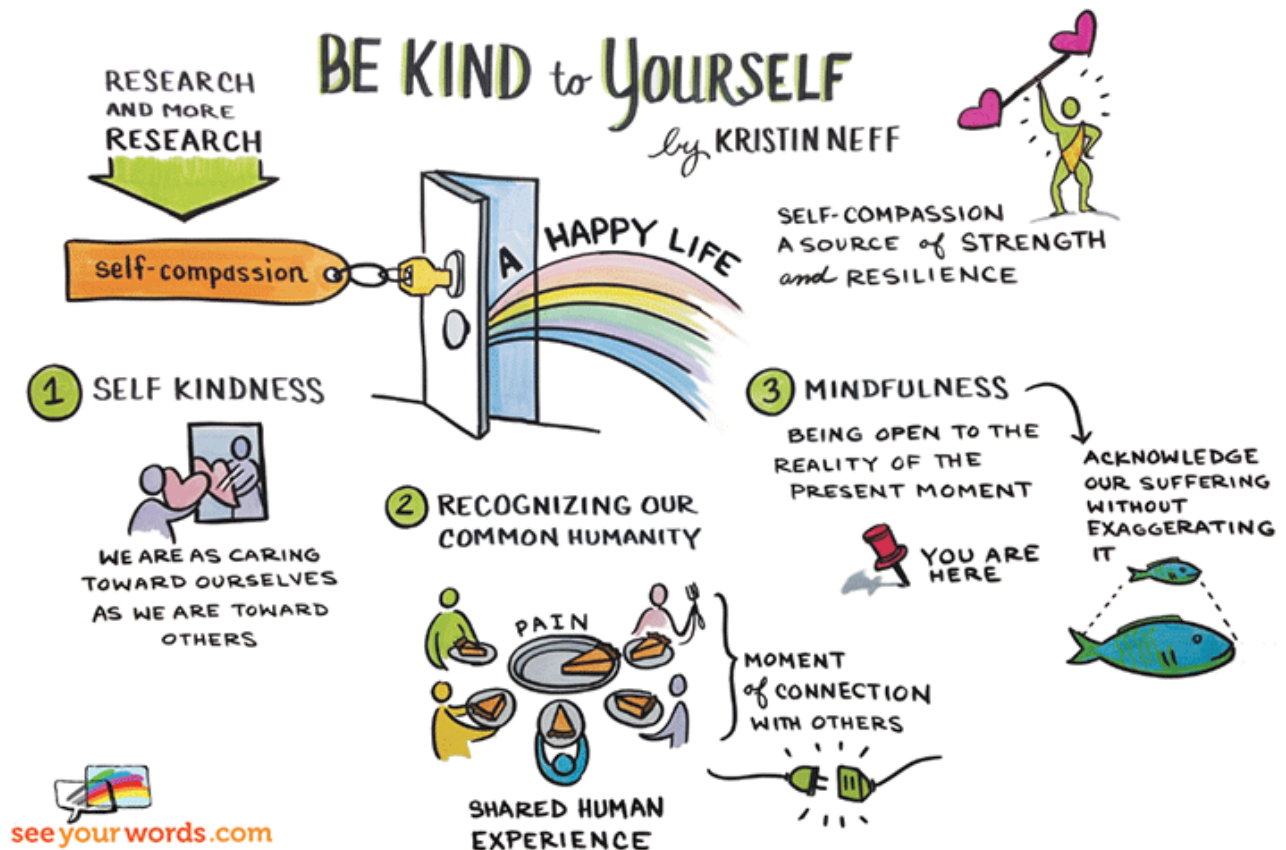 BE KIND to YOURSELF
by KRISTIN NEFF
RESEARCH
AND MORE
RESEARCH
self-compassion
A HAPPY LIFE
SELF-COMPASSION
A SOURCE of STRENGTH
and RESILIENCE
1 SELF KINDNESS
WE ARE AS CARING
TOWARD OURSELVES
AS WE ARE TOWARD
OTHERS
2 RECOGNIZING OUR
COMMON HUMANITY
PAIN
MOMENT
of CONNECTION
WITH OTHERS
SHARED HUMAN
EXPERIENCE
3 MINDFULNESS
BEING OPEN TO THE
REALITY OF THE
PRESENT MOMENT
YOU ARE
HERE
ACKNOWLEDGE
OUR SUFFERING
WITHOUT
EXAGGERATING
IT
seeyourwords.com